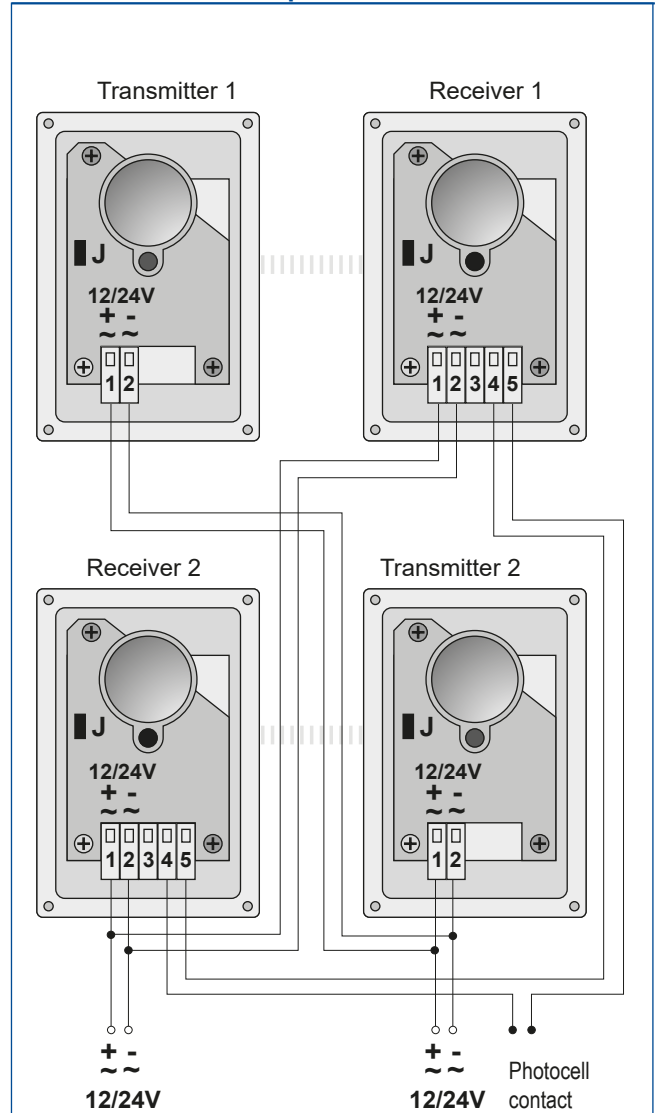 Transmitter 1
Receiver 1
J
12/24V
+ -
~ ~
1 2
J
12/24V
+ -
~ ~
1 2 3 4 5
Receiver 2
Transmitter 2
J
12/24V
+ -
~ ~
1 2 3 4 5
J
12/24V
+ -
~ ~
1 2
+ -
~ ~
12/24V
+ -
~ ~
12/24V
Photocell
contact